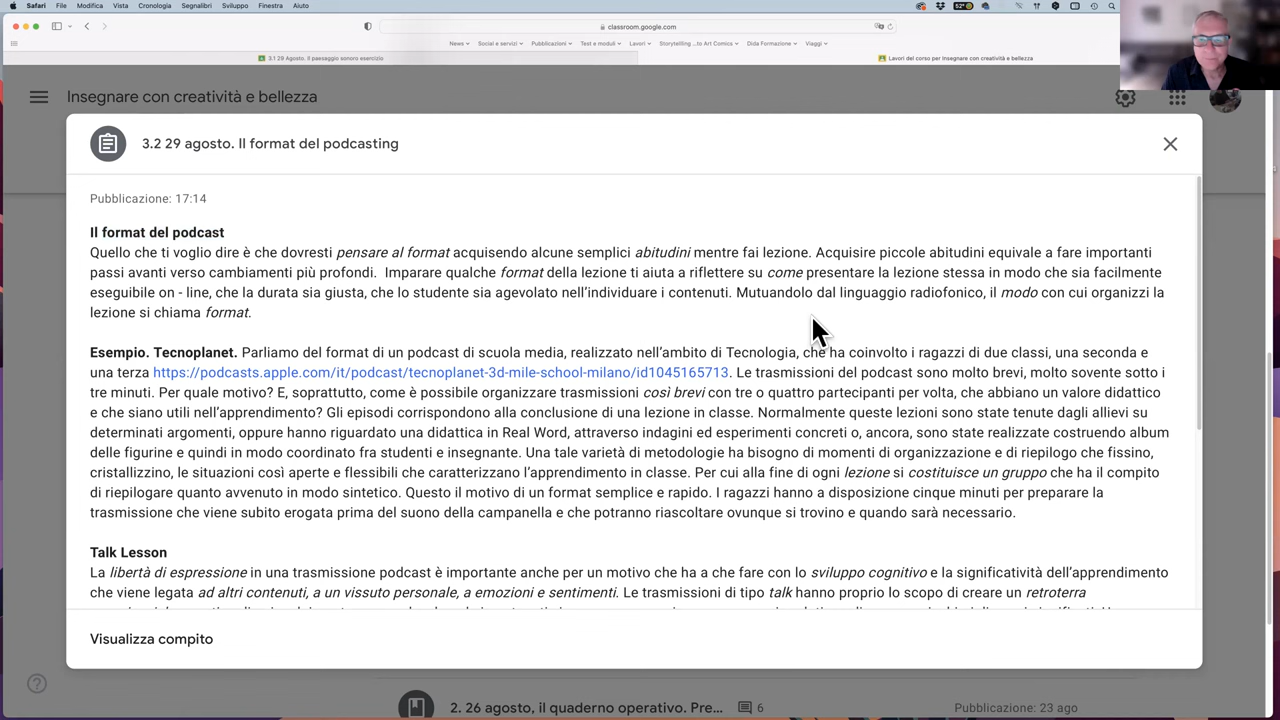 Safari File Modifica Vista Cronologia Segnalibri Sviluppo Finestra Aiuto
52°
classroom.google.com
News Social e servizi Pubblicazioni Test e moduli Lavori Storytelling ...to Art Comics Dida Formazione Viaggi
3.1 29 Agosto. Il paesaggio sonoro esercizio
Lavori del corso per Insegnare con creatività e bellezza
Insegnare con creatività e bellezza
3.2 29 agosto. Il format del podcasting
Pubblicazione: 17:14
Il format del podcast
Quello che ti voglio dire è che dovresti pensare al format acquisendo alcune semplici abitudini mentre fai lezione. Acquisire piccole abitudini equivale a fare importanti
passi avanti verso cambiamenti più profondi. Imparare qualche format della lezione ti aiuta a riflettere su come presentare la lezione stessa in modo che sia facilmente
eseguibile on - line, che la durata sia giusta, che lo studente sia agevolato nell'individuare i contenuti. Mutuandolo dal linguaggio radiofonico, il modo con cui organizzi la
lezione si chiama format.
Esempio. Tecnoplanet. Parliamo del format di un podcast di scuola media, realizzato nell'ambito di Tecnologia, che ha coinvolto i ragazzi di due classi, una seconda e
una terza https://podcasts.apple.com/it/podcast/tecnoplanet-3d-mile-school-milano/id1045165713. Le trasmissioni del podcast sono molto brevi, molto sovente sotto i
tre minuti. Per quale motivo? E, soprattutto, come è possibile organizzare trasmissioni così brevi con tre o quattro partecipanti per volta, che abbiano un valore didattico
e che siano utili nell'apprendimento? Gli episodi corrispondono alla conclusione di una lezione in classe. Normalmente queste lezioni sono state tenute dagli allievi su
determinati argomenti, oppure hanno riguardato una didattica in Real Word, attraverso indagini ed esperimenti concreti o, ancora, sono state realizzate costruendo album
delle figurine e quindi in modo coordinato fra studenti e insegnante. Una tale varietà di metodologie ha bisogno di momenti di organizzazione e di riepilogo che fissino,
cristallizzino, le situazioni così aperte e flessibili che caratterizzano l'apprendimento in classe. Per cui alla fine di ogni lezione si costituisce un gruppo che ha il compito
di riepilogare quanto avvenuto in modo sintetico. Questo il motivo di un format semplice e rapido. I ragazzi hanno a disposizione cinque minuti per preparare la
trasmissione che viene subito erogata prima del suono della campanella e che potranno riascoltare ovunque si trovino e quando sarà necessario.
Talk Lesson
La libertà di espressione in una trasmissione podcast è importante anche per un motivo che ha a che fare con lo sviluppo cognitivo e la significatività dell'apprendimento
che viene legata ad altri contenuti, a un vissuto personale, a emozioni e sentimenti. Le trasmissioni di tipo talk hanno proprio lo scopo di creare un retroterra
Visualizza compito
2. 26 agosto, il quaderno operativo. Pre... 6 Pubblicazione: 23 ago